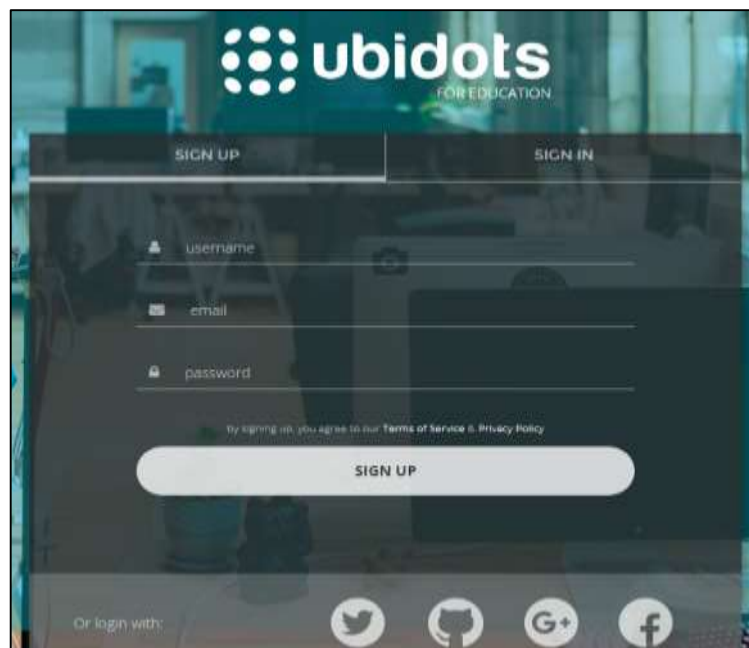 ubidots
FOR EDUCATION
SIGN UP SIGN IN
username
email
password
by signing up, you agree to our Terms of Service & Privacy Policy
SIGN UP
Or login with:
G+